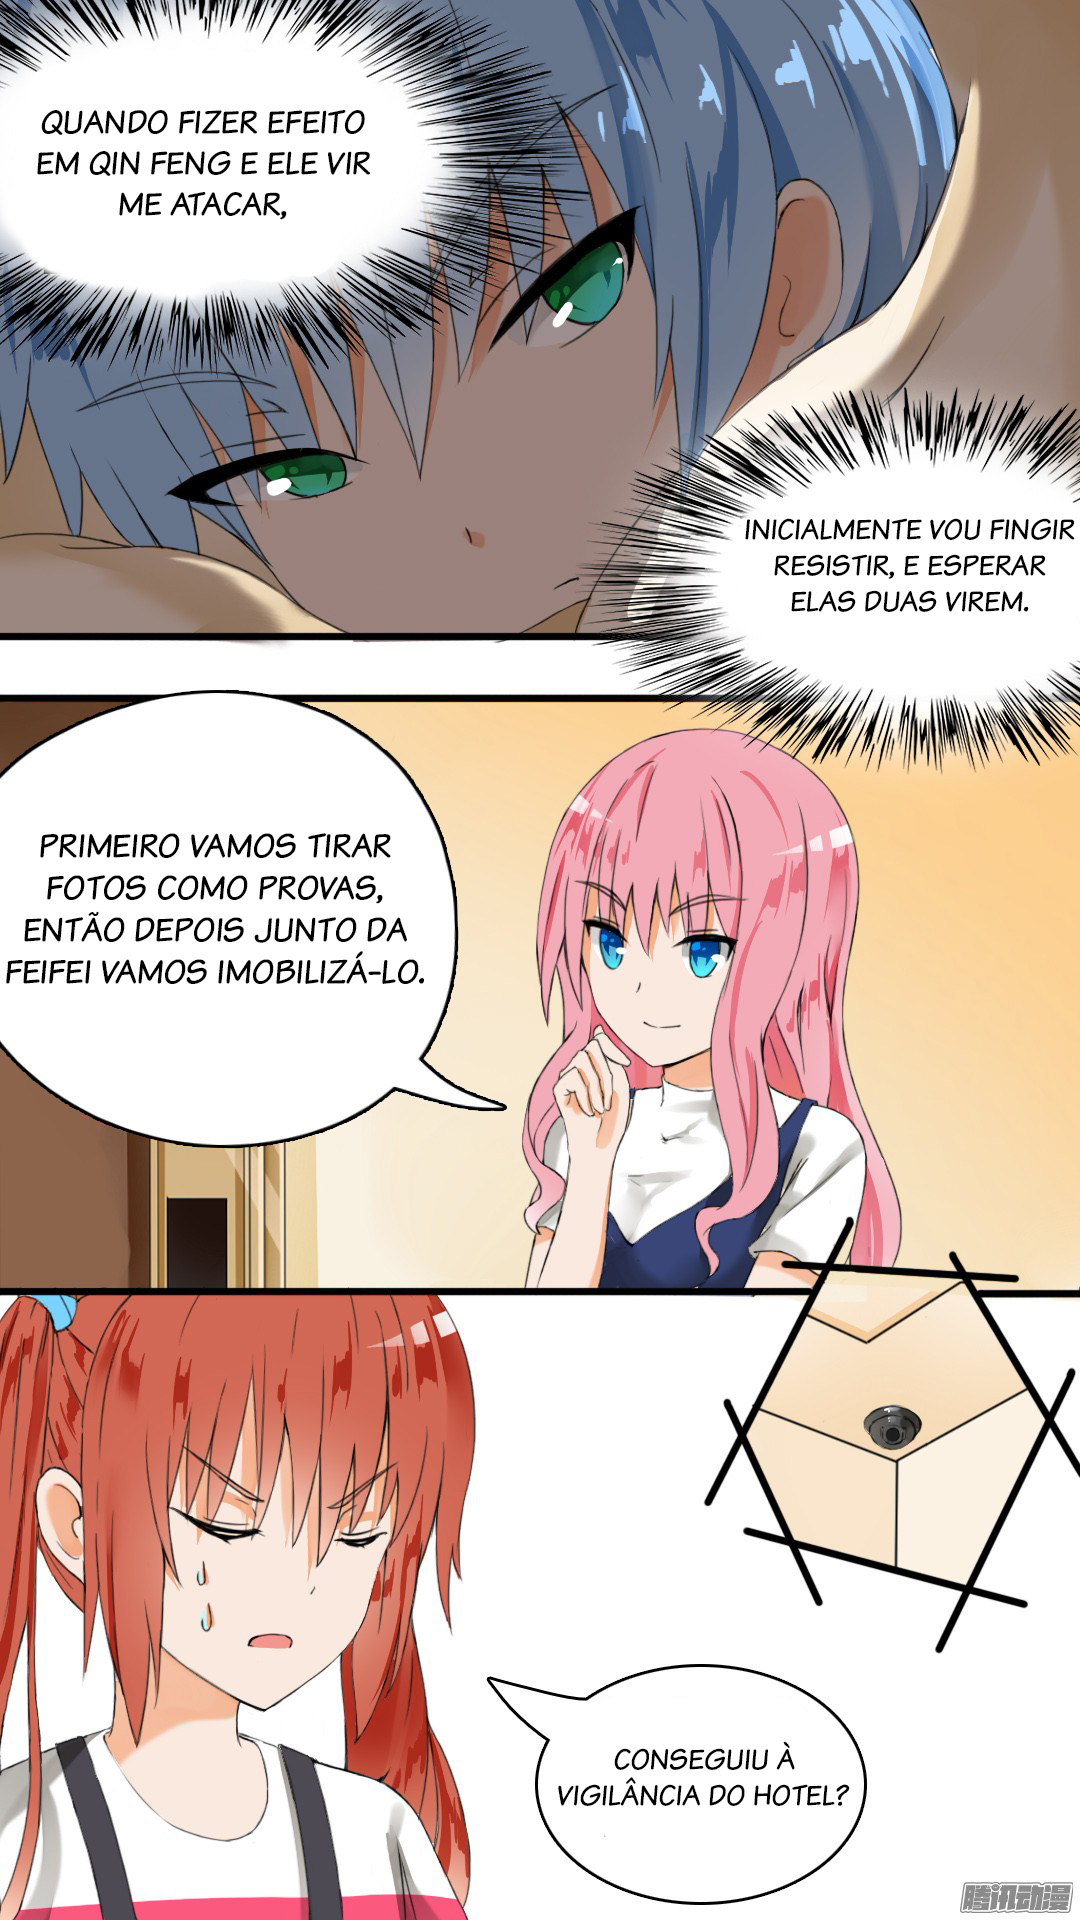 QUANDO FIZER EFEITO
EM QIN FENG E ELE VIR
ME ATACAR,
INICIALMENTE VOU FINGIR
RESISTIR, E ESPERAR
ELAS DUAS VIREM.
PRIMEIRO VAMOS TIRAR
FOTOS COMO PROVAS,
ENTÃO DEPOIS JUNTO DA
FEIFEI VAMOS IMOBILIZÁ-LO.
CONSEGUIU À
VIGILÂNCIA DO HOTEL?
腾讯动漫